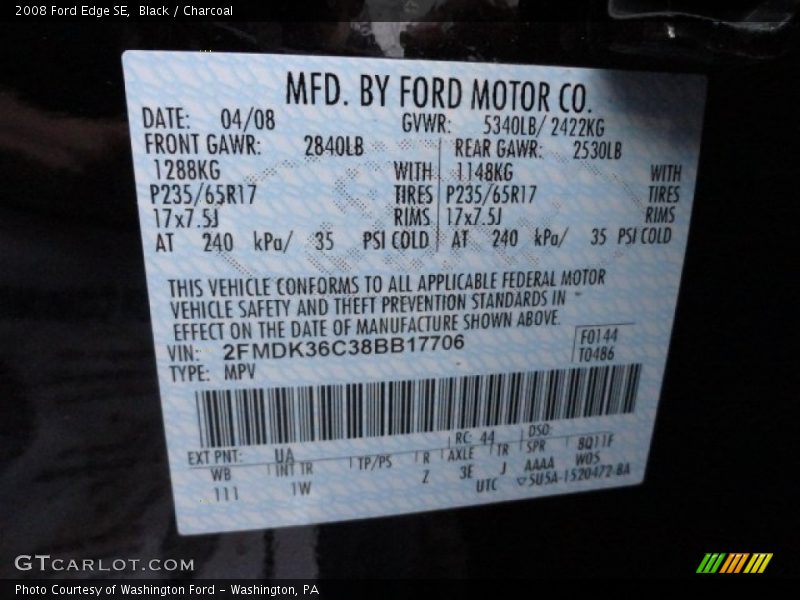 2008 Ford Edge SE, Black / Charcoal
MFD. BY FORD MOTOR CO.
DATE: 04/08 GVWR: 5340LB/ 2422KG
FRONT GAWR: 2840LB REAR GAWR: 2530LB
1288KG WITH 1148KG WITH
P235/65R17 TIRES P235/65R17 TIRES
17x7.5J RIMS 17x7.5J RIMS
AT 240 kPa/ 35 PSI COLD AT 240 kPa/ 35 PSI COLD
THIS VEHICLE CONFORMS TO ALL APPLICABLE FEDERAL MOTOR
VEHICLE SAFETY AND THEFT PREVENTION STANDARDS IN
EFFECT ON THE DATE OF MANUFACTURE SHOWN ABOVE.
VIN: 2FMDK36C38BB17706 F0144
TYPE: MPV T0486
EXT PNT: UA RC: 44 DSO:
WB INT TR TP/PS R AXLE TR SPR 8Q11F
111 1W Z 3E J AAAA W05
UTC ▽5U5A-1520472-BA
GTCARLOT.COM
Photo Courtesy of Washington Ford - Washington, PA